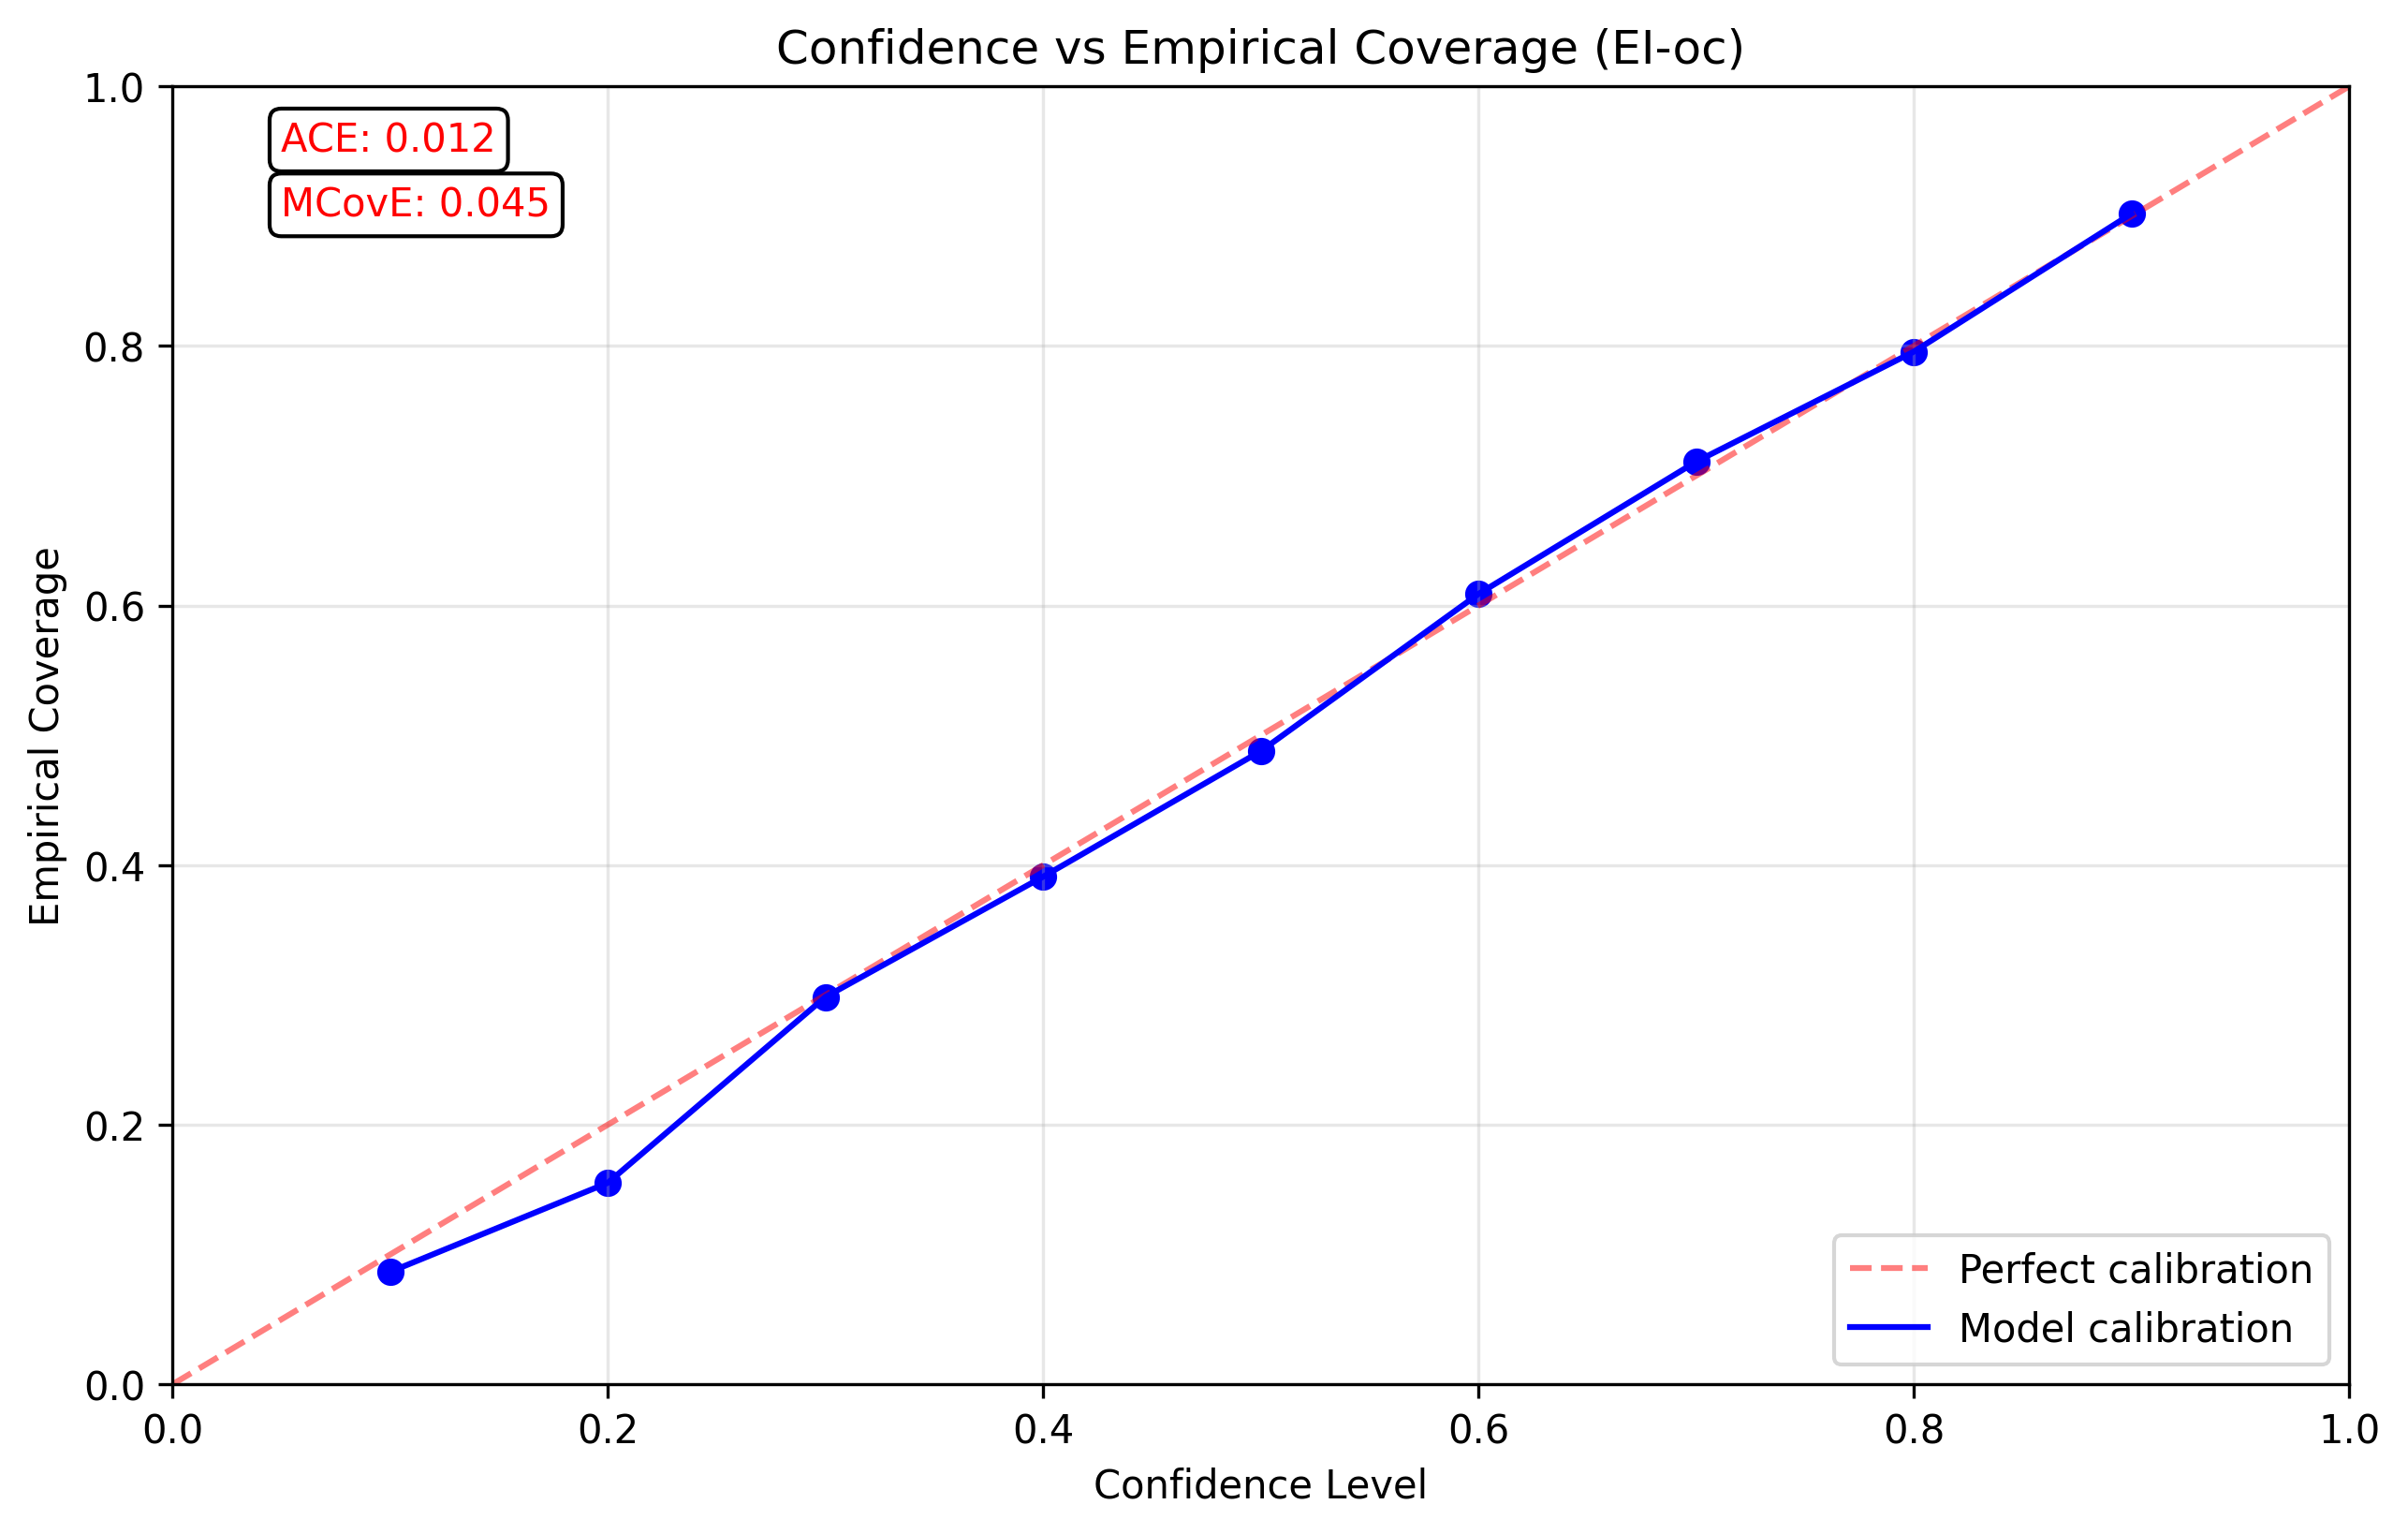 Confidence vs Empirical Coverage (EI-oc)
1.0
ACE: 0.012
MCovE: 0.045
0.8
0.6
0.4
0.2
0.0
Empirical Coverage
Perfect calibration
Model calibration
0.0 0.2 0.4 0.6 0.8 1.0
Confidence Level